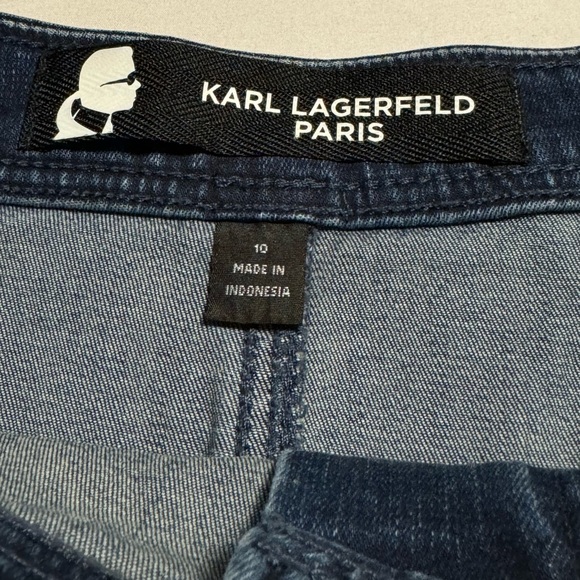 KARL LAGERFELD
PARIS
10
MADE IN
INDONESIA